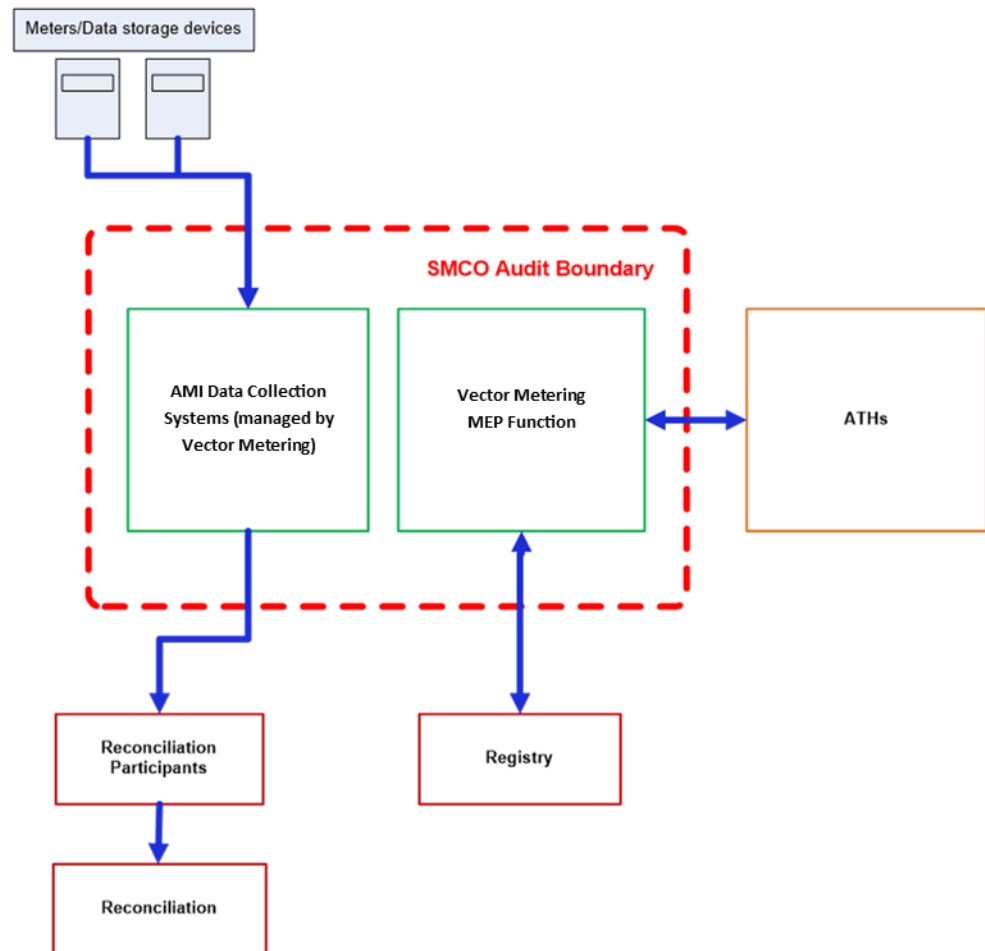 Meters/Data storage devices
SMCO Audit Boundary
AMI Data Collection
Systems (managed by
Vector Metering)
Vector Metering
MEP Function
ATHs
Reconciliation
Participants
Registry
Reconciliation